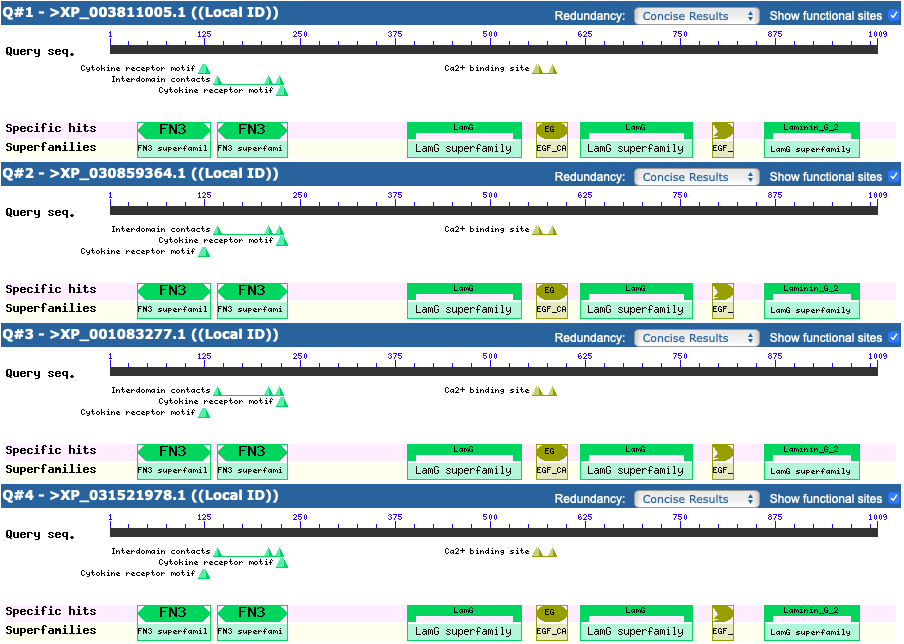 Q#1 - >XP_003811005.1 ((Local ID))
Redundancy: Concise Results Show functional sites
1 125 250 375 500 625 750 875 1009
Query seq.
Cytokine receptor motif Ca2+ binding site
Interdomain contacts
Cytokine receptor motif
Specific hits FN3 FN3 LamG EG LamG Laminin_G_2
Superfamilies FN3 superfamil FN3 superfami LamG superfamily EGF_CA LamG superfamily EGF_ LamG superfamily
Q#2 - >XP_030859364.1 ((Local ID))
Redundancy: Concise Results Show functional sites
1 125 250 375 500 625 750 875 1009
Query seq.
Interdomain contacts Ca2+ binding site
Cytokine receptor motif
Cytokine receptor motif
Specific hits FN3 FN3 LamG EG LamG Laminin_G_2
Superfamilies FN3 superfamil FN3 superfami LamG superfamily EGF_CA LamG superfamily EGF_ LamG superfamily
Q#3 - >XP_001083277.1 ((Local ID))
Redundancy: Concise Results Show functional sites
1 125 250 375 500 625 750 875 1009
Query seq.
Interdomain contacts Ca2+ binding site
Cytokine receptor motif
Cytokine receptor motif
Specific hits FN3 FN3 LamG EG LamG Laminin_G_2
Superfamilies FN3 superfamil FN3 superfami LamG superfamily EGF_CA LamG superfamily EGF_ LamG superfamily
Q#4 - >XP_031521978.1 ((Local ID))
Redundancy: Concise Results Show functional sites
1 125 250 375 500 625 750 875 1009
Query seq.
Interdomain contacts Ca2+ binding site
Cytokine receptor motif
Cytokine receptor motif
Specific hits FN3 FN3 LamG EG LamG Laminin_G_2
Superfamilies FN3 superfamil FN3 superfami LamG superfamily EGF_CA LamG superfamily EGF_ LamG superfamily